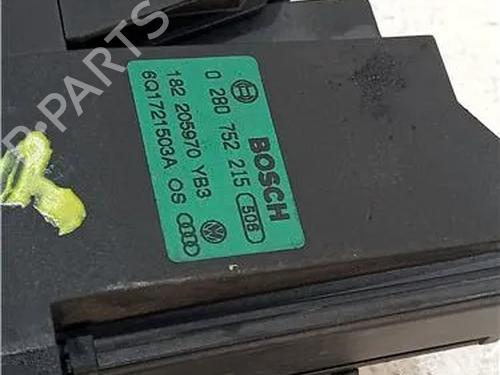 BOSCH
0 280 752 215 506
182 205970 YB3
6Q1721503A OS
B-PARTS